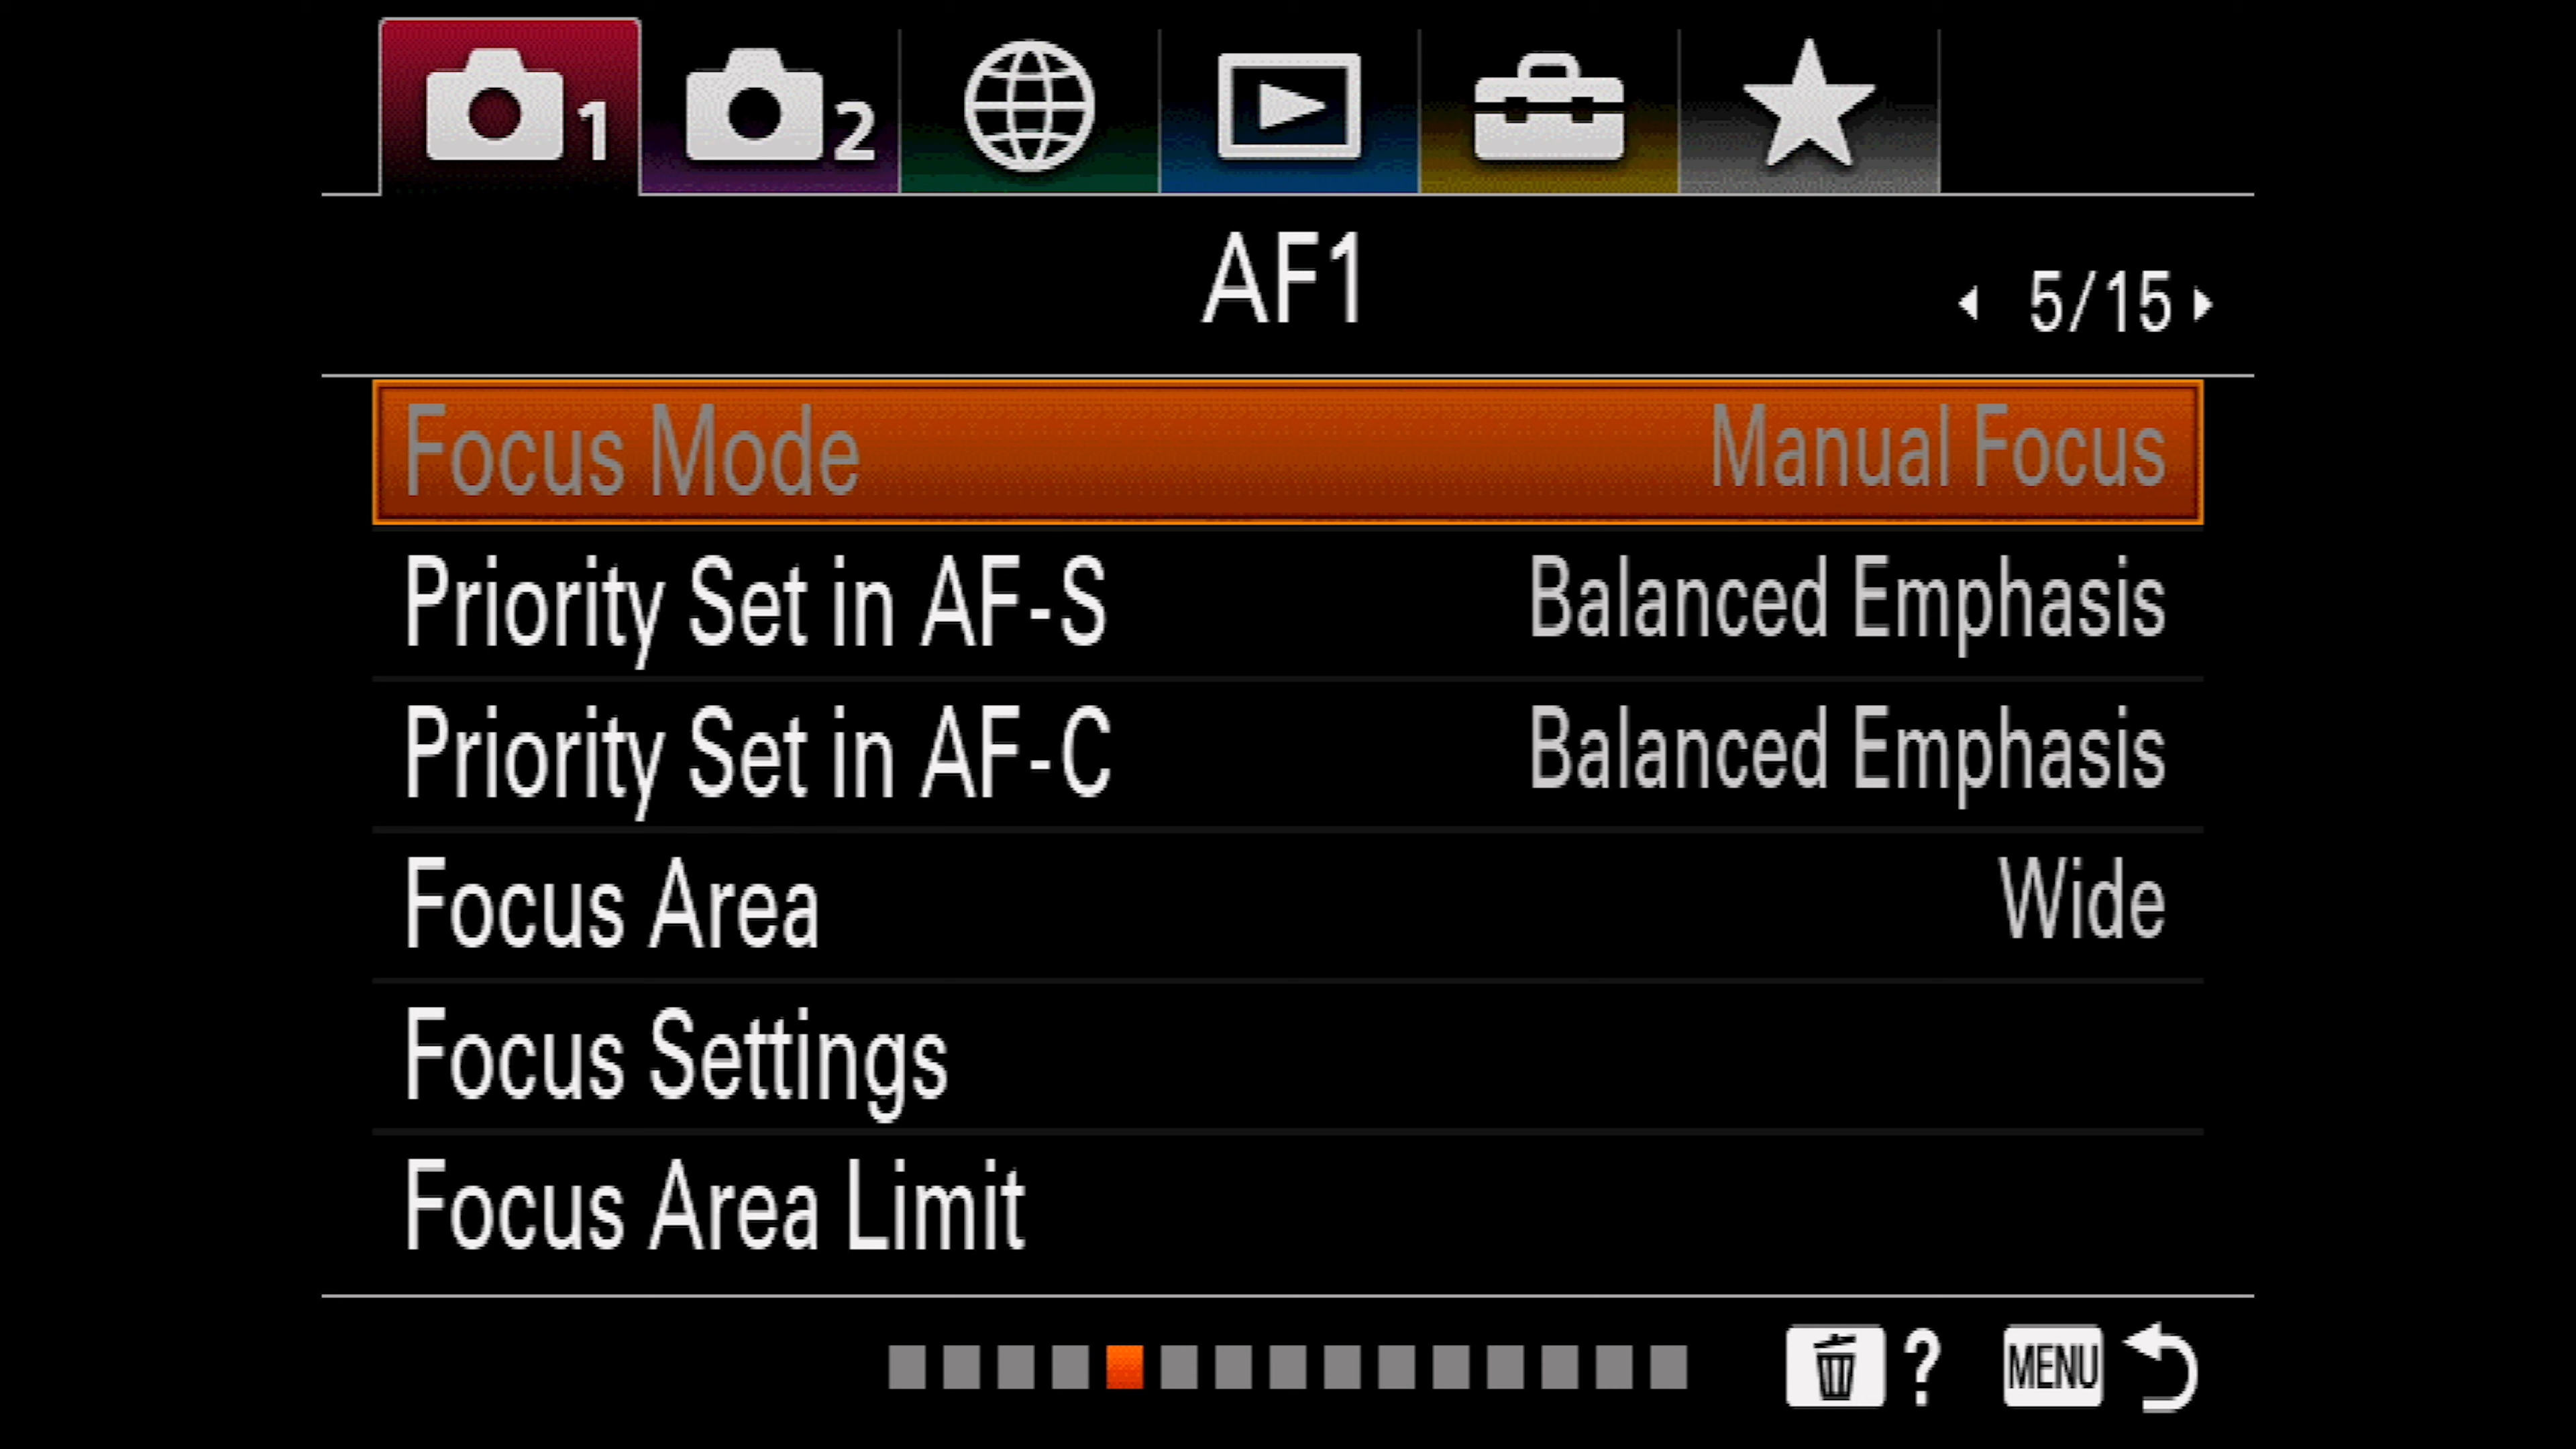 1
2
AF1
5/15
Focus Mode Manual Focus
Priority Set in AF-S Balanced Emphasis
Priority Set in AF-C Balanced Emphasis
Focus Area Wide
Focus Settings
Focus Area Limit
? MENU